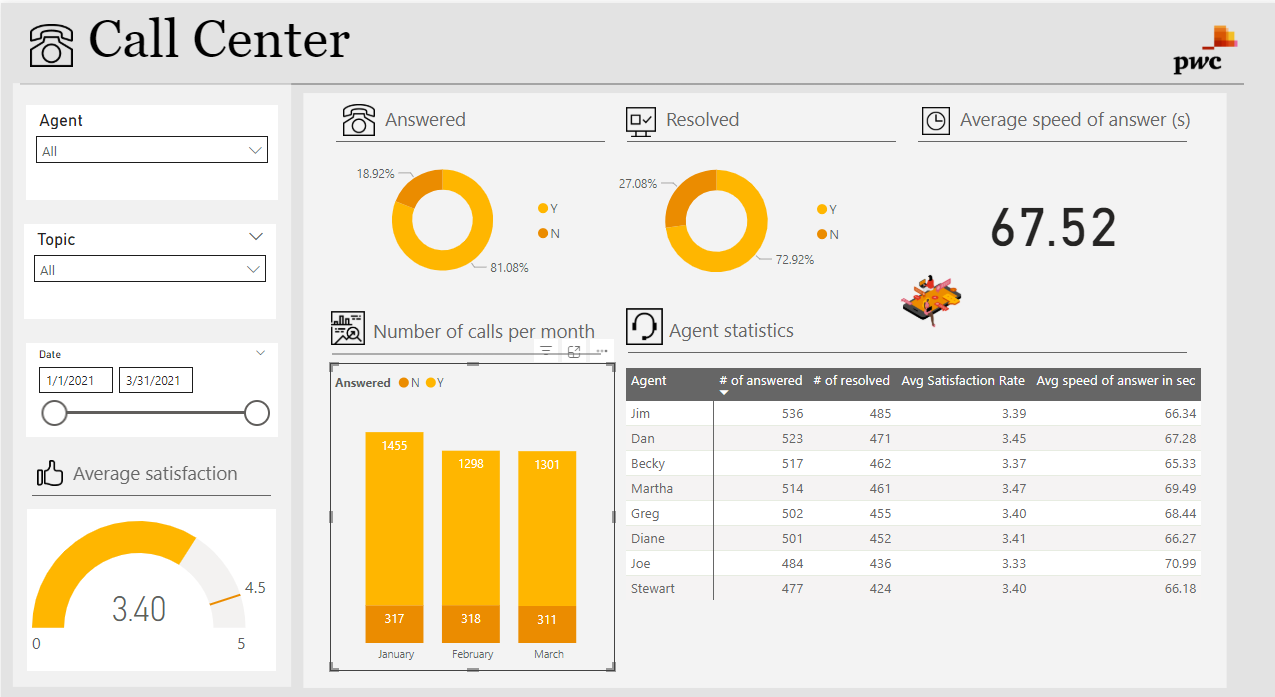 Call Center
pwc
Agent
All
Topic
All
Date
1/1/2021 3/31/2021
Average satisfaction
3.40
4.5
0 5
Answered
18.92%
81.08%
Y
N
Resolved
27.08%
72.92%
Y
N
Average speed of answer (s)
67.52
Number of calls per month
Answered N Y
1455 1298 1301
317 318 311
January February March
Agent statistics
Agent # of answered # of resolved Avg Satisfaction Rate Avg speed of answer in sec
Jim 536 485 3.39 66.34
Dan 523 471 3.45 67.28
Becky 517 462 3.37 65.33
Martha 514 461 3.47 69.49
Greg 502 455 3.40 68.44
Diane 501 452 3.41 66.27
Joe 484 436 3.33 70.99
Stewart 477 424 3.40 66.18